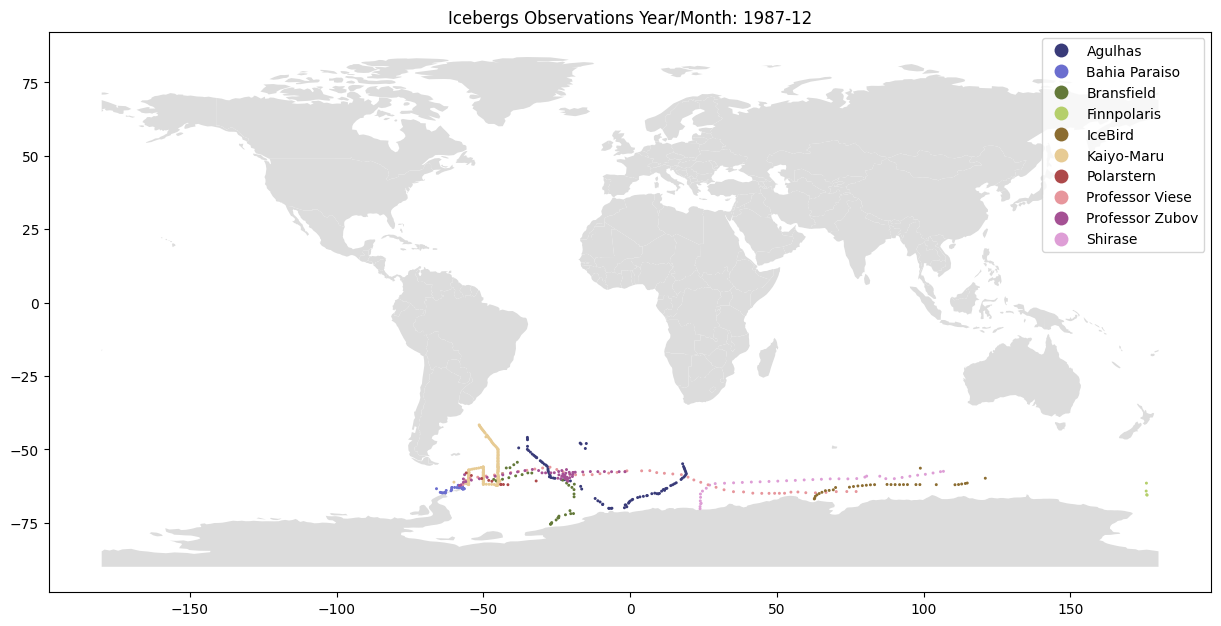 Icebergs Observations Year/Month: 1987-12
Agulhas
Bahia Paraiso
Bransfield
Finnpolaris
IceBird
Kaiyo-Maru
Polarstern
Professor Viese
Professor Zubov
Shirase
75
50
25
0
−25
−50
−75
−150
−100
−50
0
50
100
150